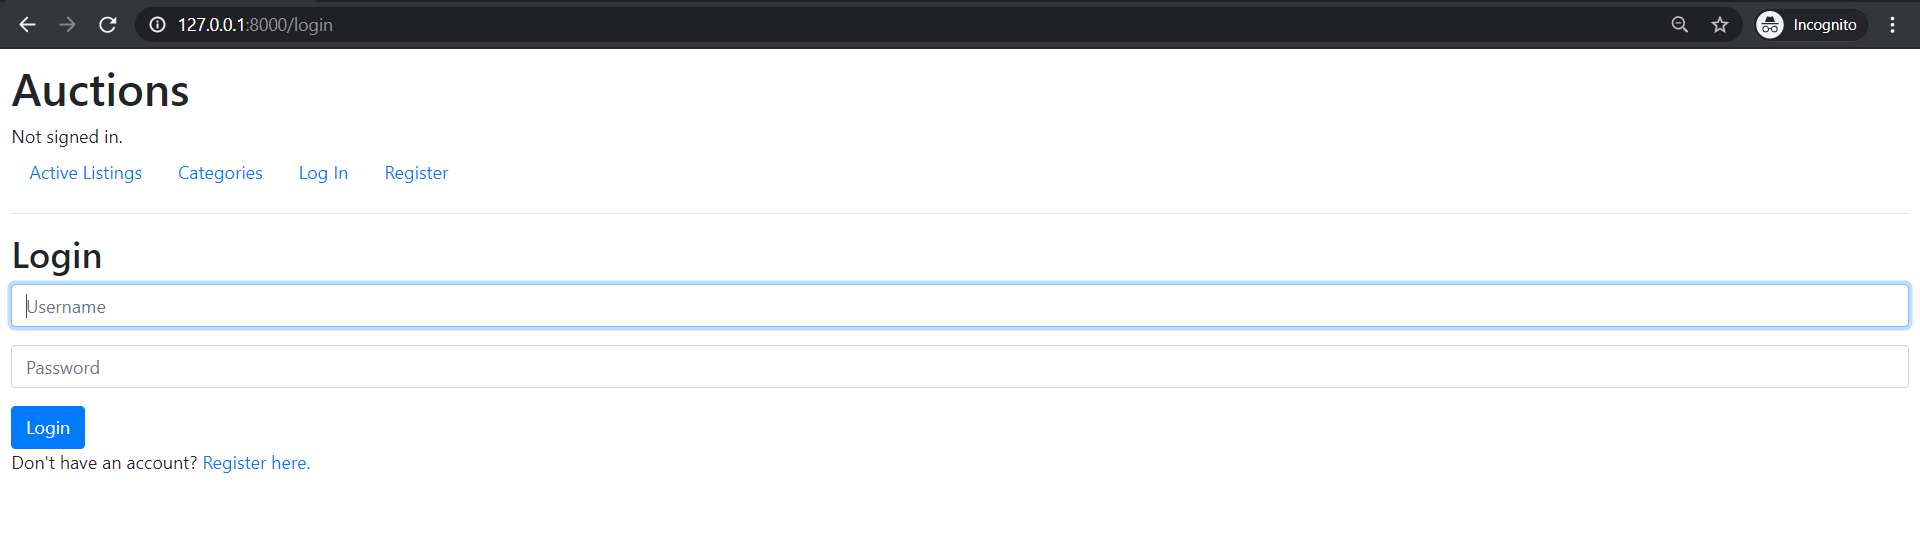 127.0.0.1:8000/login
Incognito
Auctions
Not signed in.
Active Listings Categories Log In Register
Login
Username
Password
Login
Don't have an account? Register here.